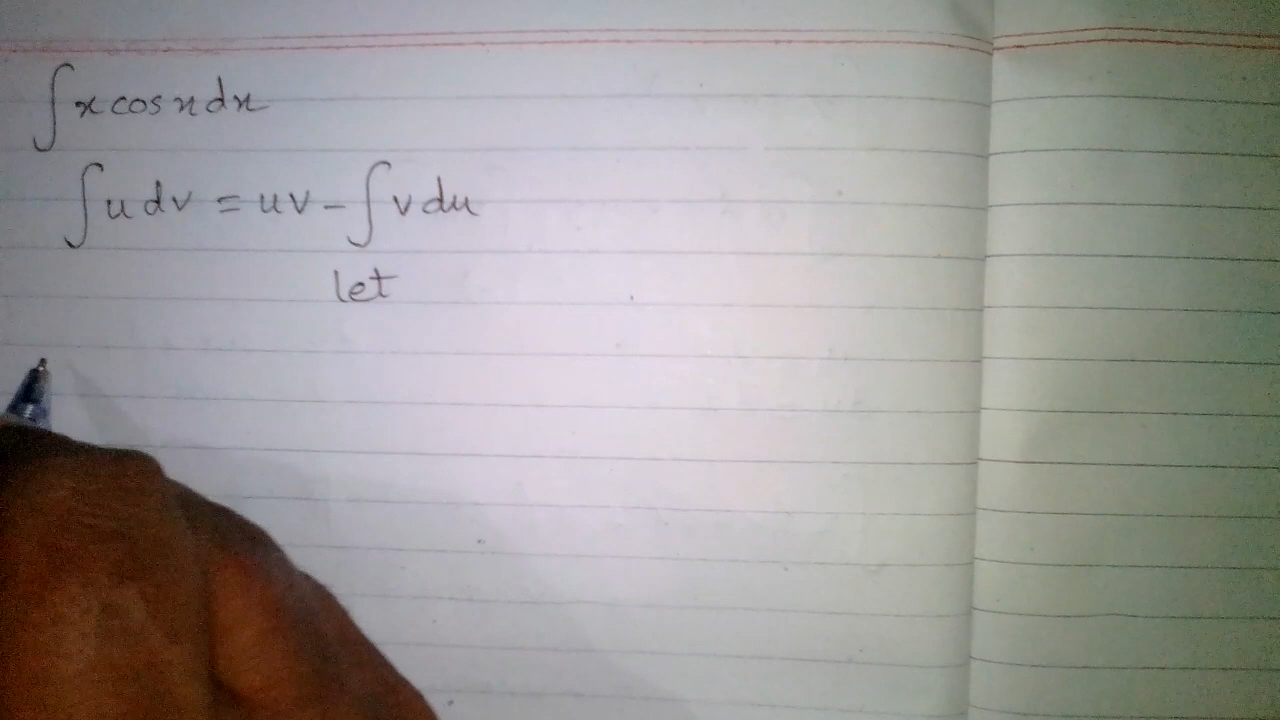 ∫x cos x dx
∫u dv = uv - ∫v du
let